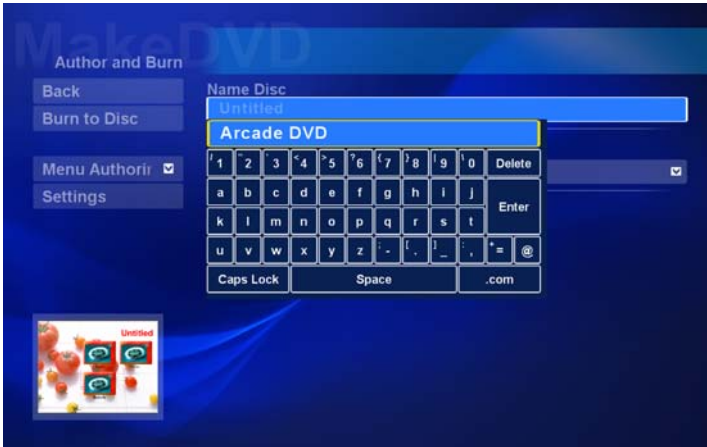 MakeDVD
Author and Burn
Back
Burn to Disc
Menu Authorin
Settings
Name Disc
Untitled
Arcade DVD
/ 1 " 2 ' 3 < 4 > 5 ? 6 { 7 } 8 | 9 \ 0 Delete
a b c d e f g h i j
Enter
k l m n o p q r s t
u v w x y z ; - [ . ] _ : , * = @
Caps Lock Space .com
Untitled